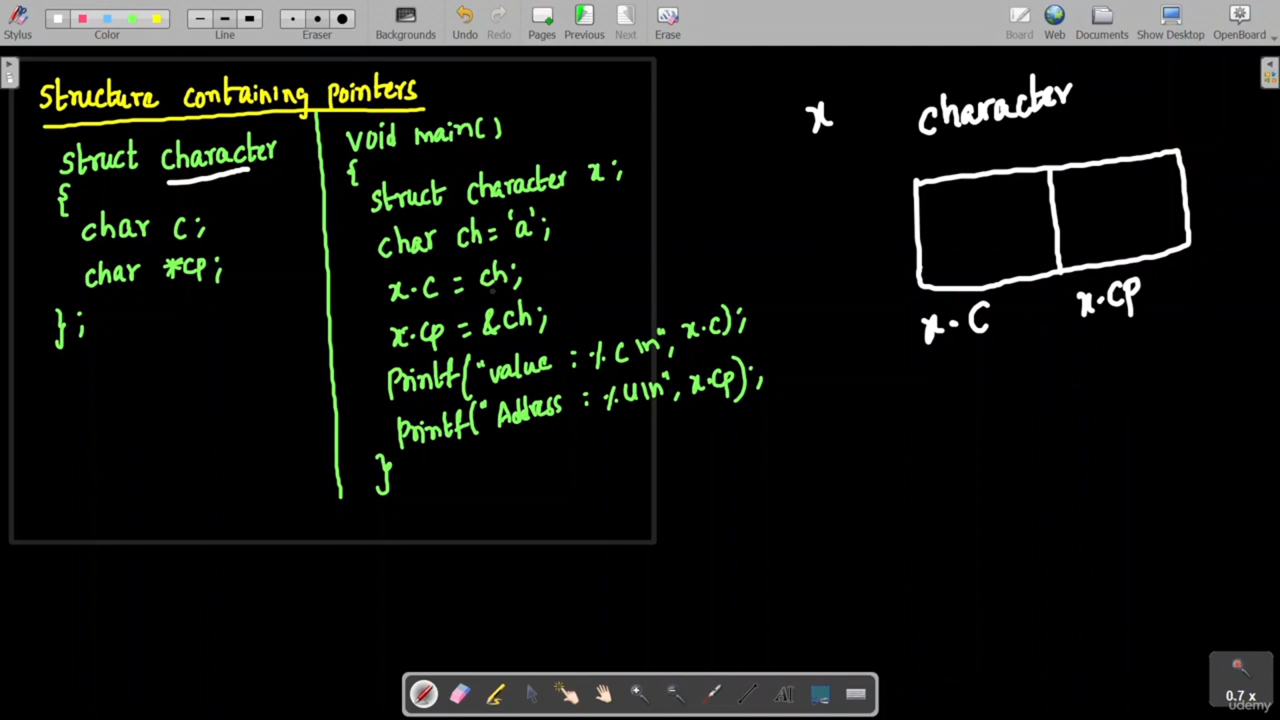 Stylus
Color
Line
Eraser
Backgrounds
Undo
Redo
Pages
Previous
Next
Erase
Board
Web
Documents
Show Desktop
OpenBoard
Structure containing pointers
struct character
{
char c;
char *cp;
};
void main()
{
struct character x;
char ch='a';
x.c = ch;
x.cp = &ch;
Printf("value : %c \n", x.c);
printf("Address : %u\n", x.cp);
}
x character
x.c
x.cp
AI
0.7 x
udemy